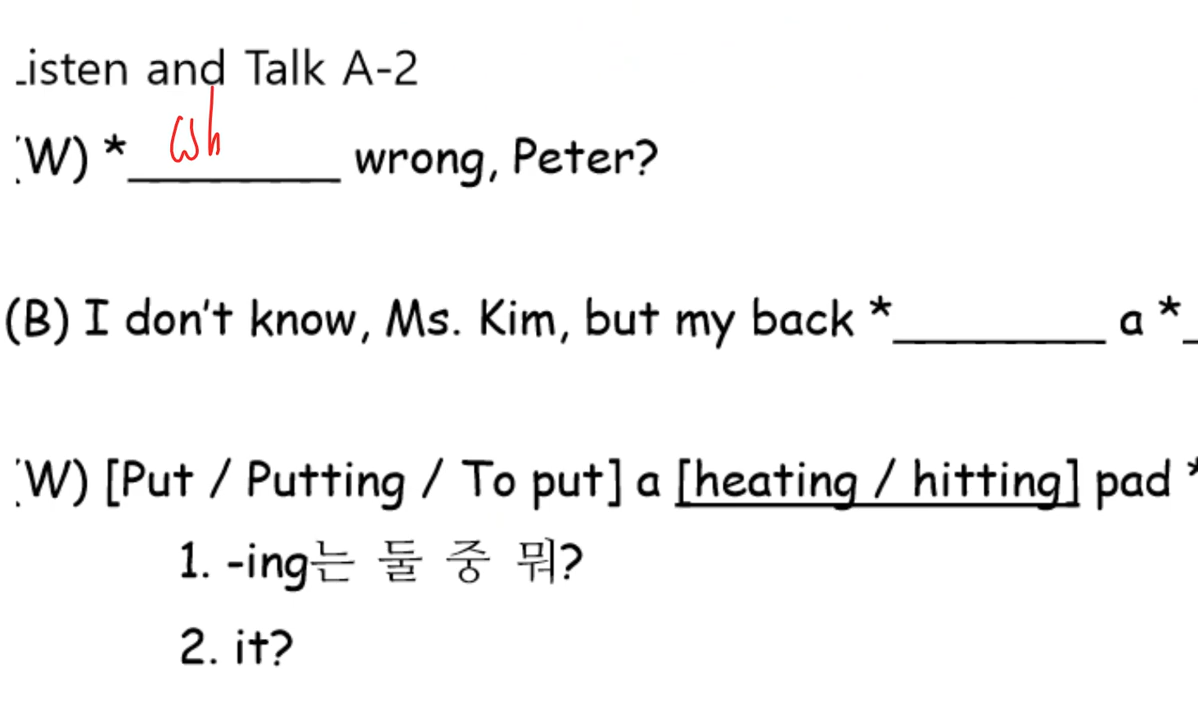 Listen and Talk A-2
(W) * wh________ wrong, Peter?
(B) I don't know, Ms. Kim, but my back *________ a *_
(W) [Put / Putting / To put] a [heating / hitting] pad *
1. -ing는 둘 중 뭐?
2. it?